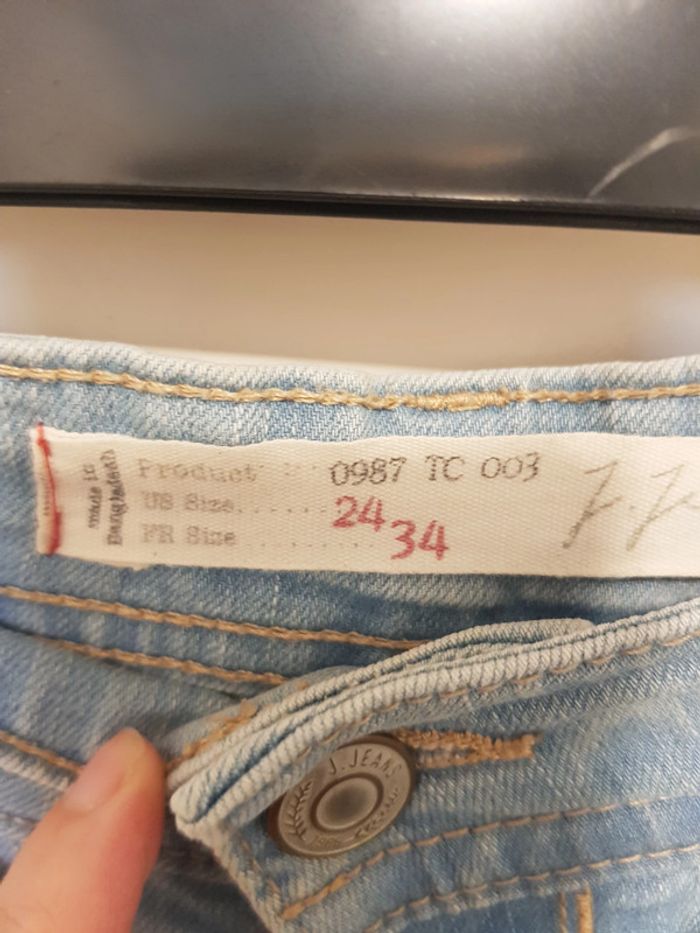 made in
Bangladesh
Product 0987 TC 003
US Size...... 24
FR Size ........ 34
J.J
J.JEANS